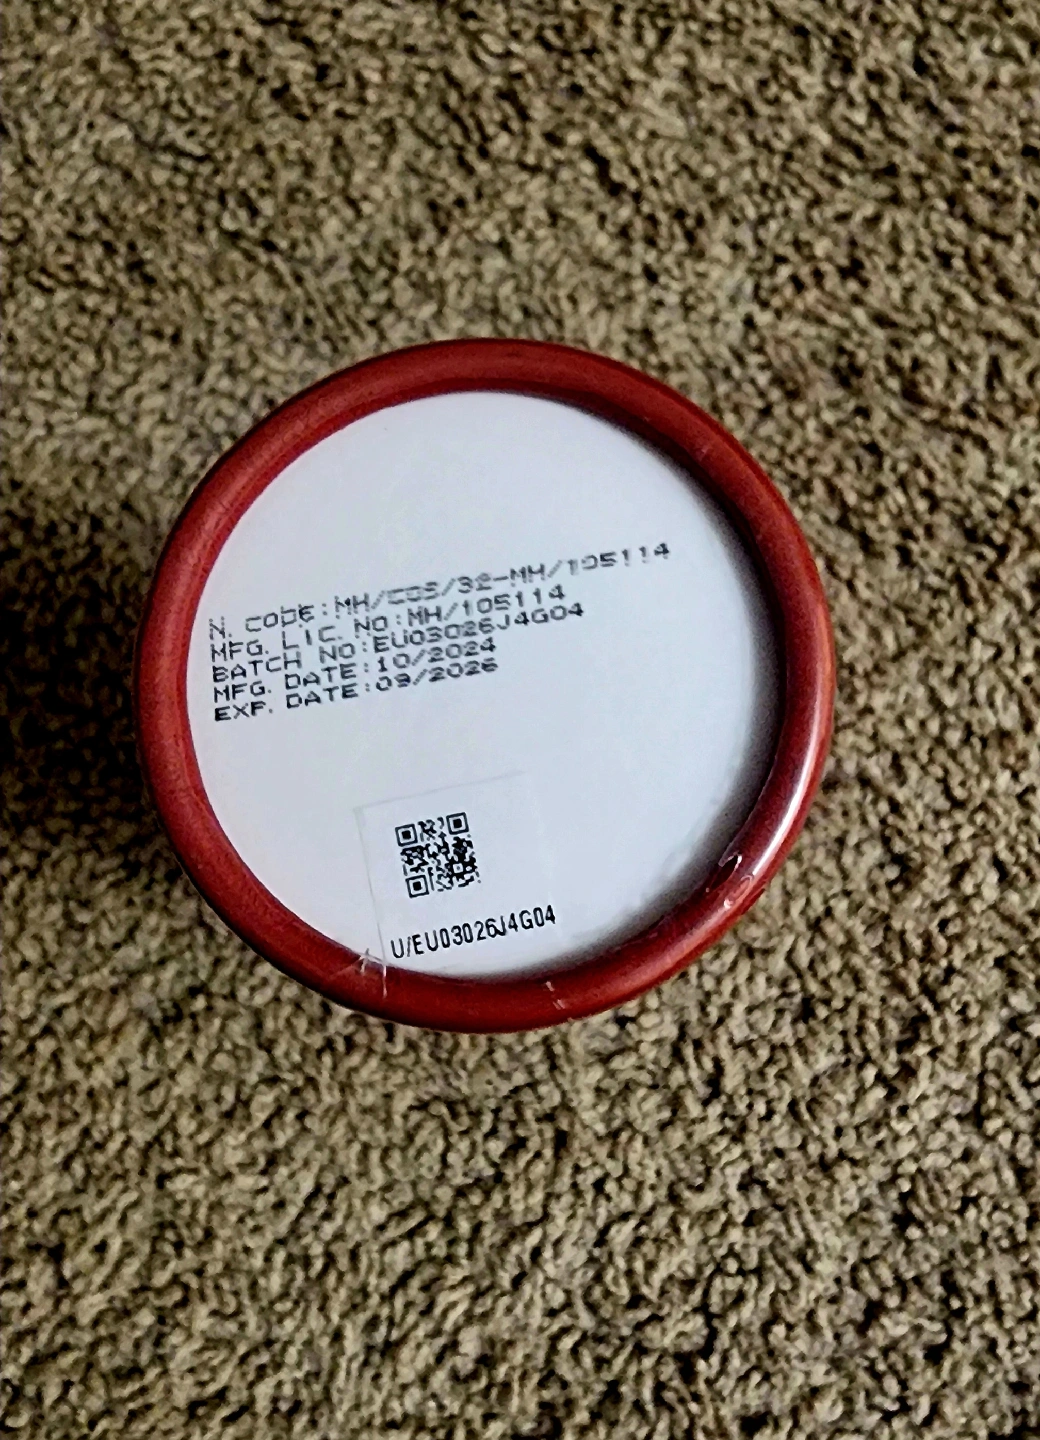 N. CODE:MH/COS/32-MH/105114
MFG. LIC. NO:MH/105114
BATCH NO:EU03026J4G04
MFG. DATE:10/2024
EXP. DATE:09/2026
U/EU03026J4G04